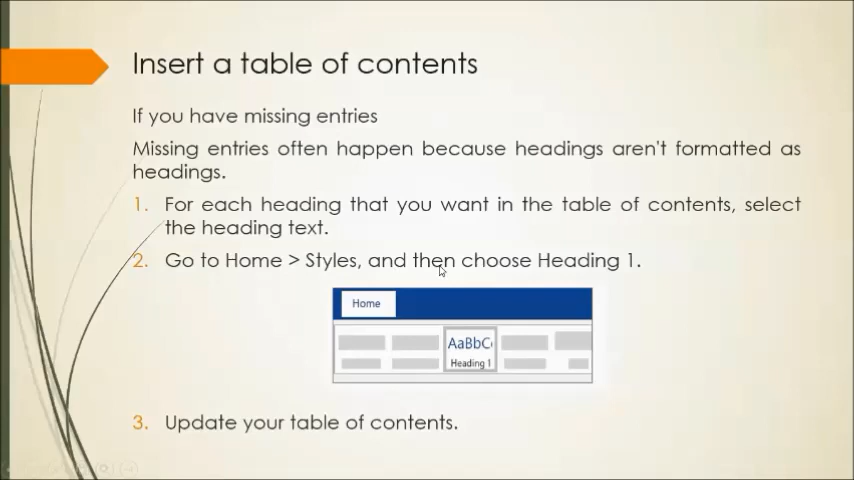 Insert a table of contents
If you have missing entries
Missing entries often happen because headings aren't formatted as
headings.
1. For each heading that you want in the table of contents, select
the heading text.
2. Go to Home > Styles, and then choose Heading 1.
Home
AaBbC
Heading 1
3. Update your table of contents.